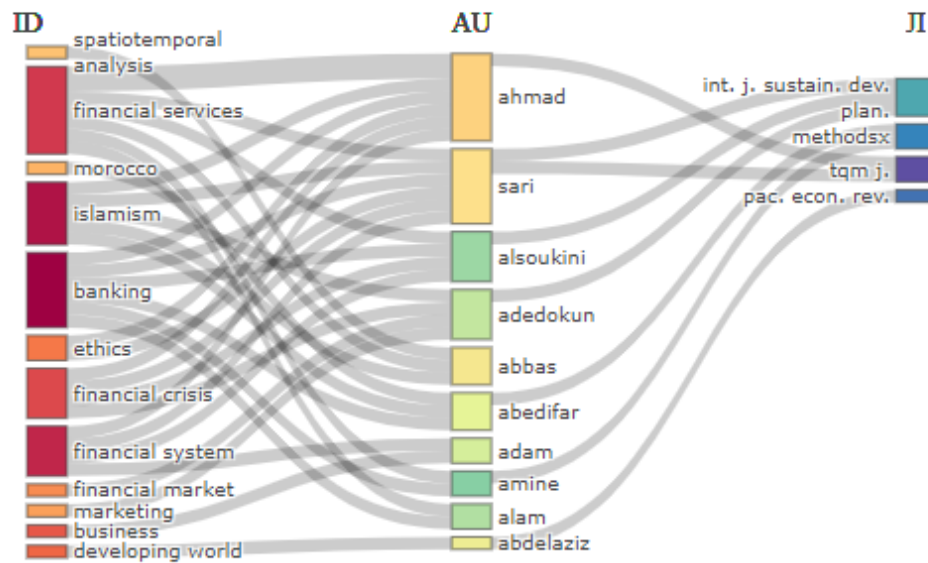 ID
AU
JI
spatiotemporal
analysis
financial services
morocco
islamism
banking
ethics
financial crisis
financial system
financial market
marketing
business
developing world
ahmad
sari
alsoukini
adedokun
abbas
abedifar
adam
amine
alam
abdelaziz
int. j. sustain. dev.
plan.
methodsx
tqm j.
pac. econ. rev.